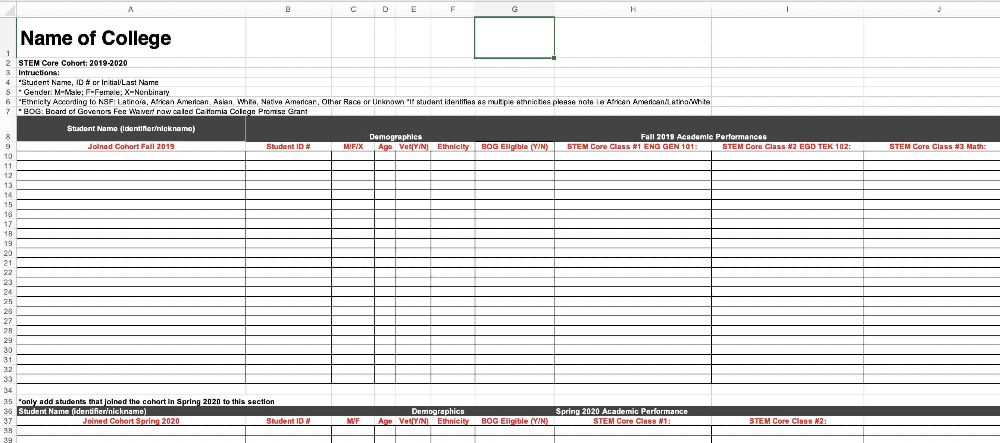 A B C D E F G H I J
1 Name of College
2 STEM Core Cohort: 2019-2020
3 Intructions:
4 *Student Name, ID # or Initial/Last Name
5 * Gender: M=Male; F=Female; X=Nonbinary
6 *Ethnicity According to NSF: Latino/a, African American, Asian, White, Native American, Other Race or Unknown *If student identifies as multiple ethnicities please note i.e African American/Latino/White
7 * BOG: Board of Govenors Fee Waiver/ now called California College Promise Grant
8 Student Name (identifier/nickname) Demographics Fall 2019 Academic Performances
9 Joined Cohort Fall 2019 Student ID # M/F/X Age Vet(Y/N) Ethnicity BOG Eligible (Y/N) STEM Core Class #1 ENG GEN 101: STEM Core Class #2 EGD TEK 102: STEM Core Class #3 Math:
10
11
12
13
14
15
16
17
18
19
20
21
22
23
24
25
26
27
28
29
30
31
32
33
34
35 *only add students that joined the cohort in Spring 2020 to this section
36 Student Name (identifier/nickname) Demographics Spring 2020 Academic Performance
37 Joined Cohort Spring 2020 Student ID # M/F Age Vet(Y/N) Ethnicity BOG Eligible (Y/N) STEM Core Class #1: STEM Core Class #2:
38
39